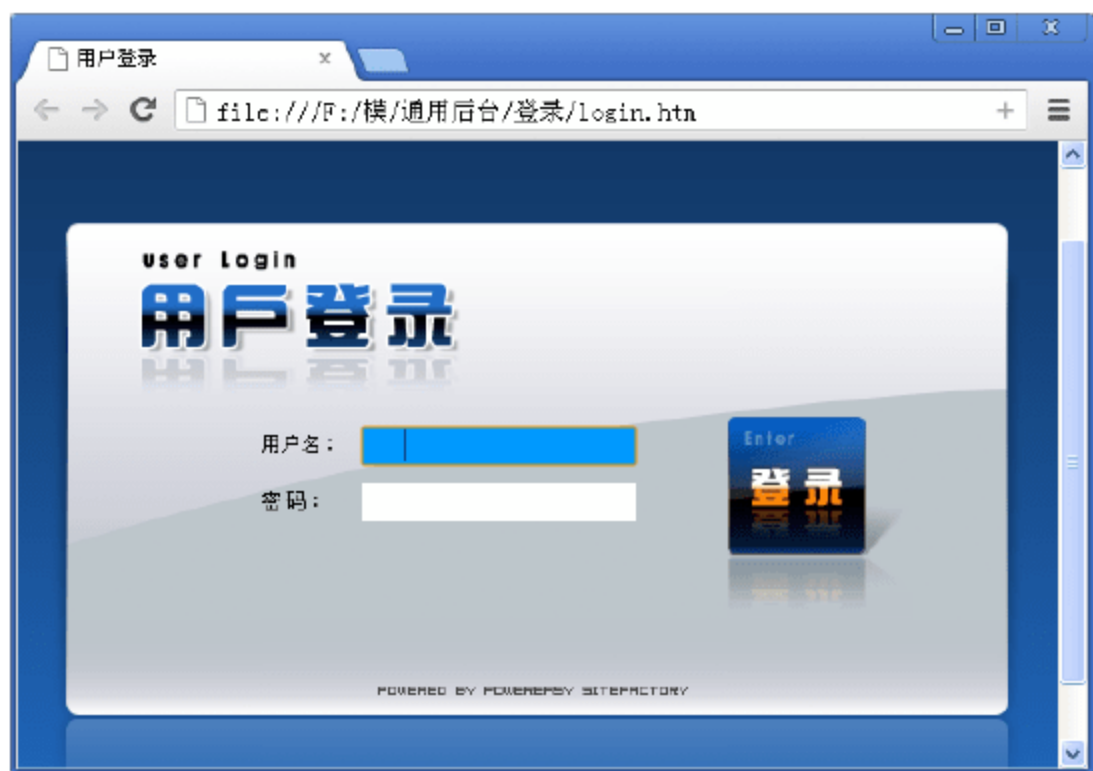 用户登录
file:///F:/模/通用后台/登录/login.htm
user Login
用戶登录
用户名：
Enter
登录
密码：
POWERED BY POWEREASY SITEFACTORY